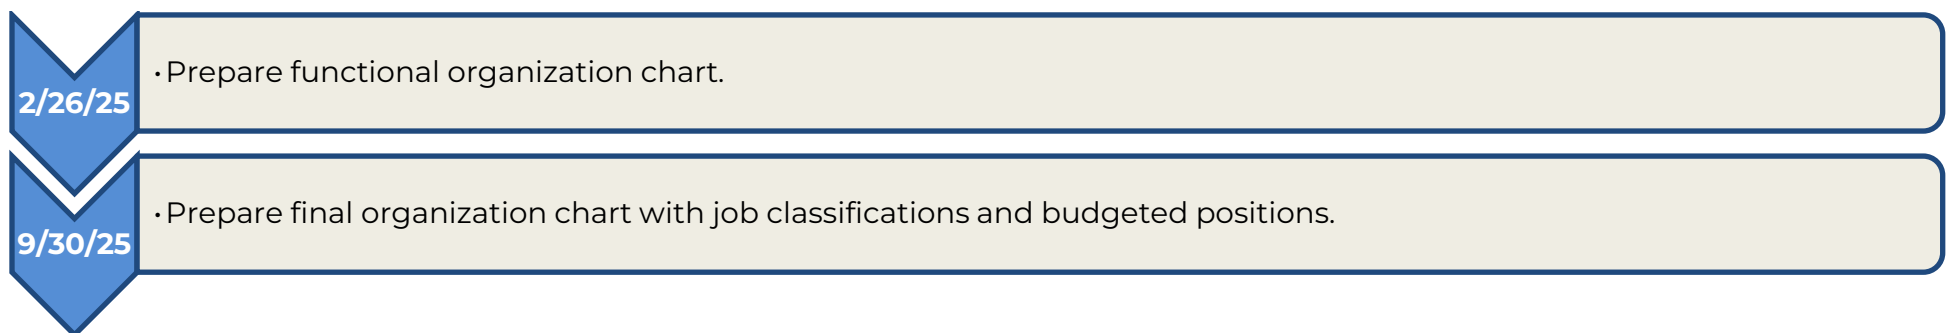 2/26/25
·Prepare functional organization chart.
9/30/25
·Prepare final organization chart with job classifications and budgeted positions.